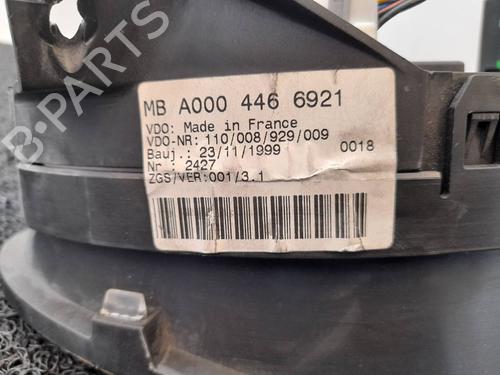 B-PARTS
MB A000 446 6921
VDO: Made in France
VDO-NR: 110/008/929/009
Bauj.: 23/11/1999 0018
Nr.: 2427
ZGS/VER:001/3.1
B-PARTS